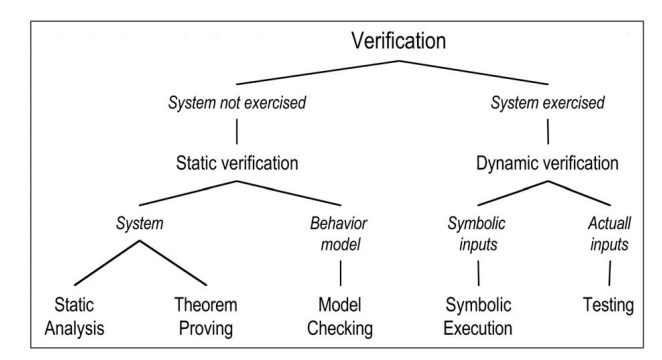 Verification
System not exercised
System exercised
Static verification
Dynamic verification
System
Behavior
model
Symbolic
inputs
Actuall
inputs
Static
Analysis
Theorem
Proving
Model
Checking
Symbolic
Execution
Testing